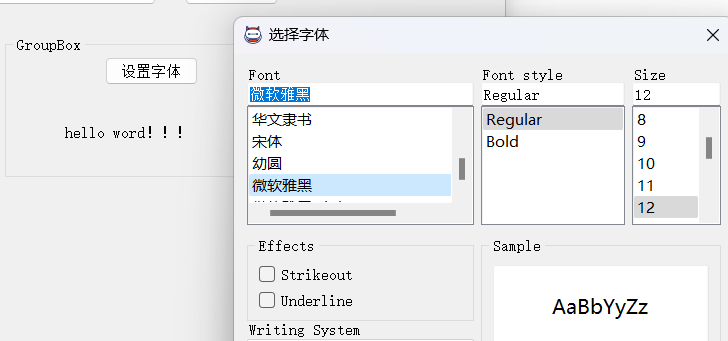 GroupBox
设置字体
hello word！！！
选择字体
Font
微软雅黑
华文隶书
宋体
幼圆
微软雅黑
Font style
Regular
Regular
Bold
Size
12
8
9
10
11
12
Effects
Strikeout
Underline
Writing System
Sample
AaBbYyZz